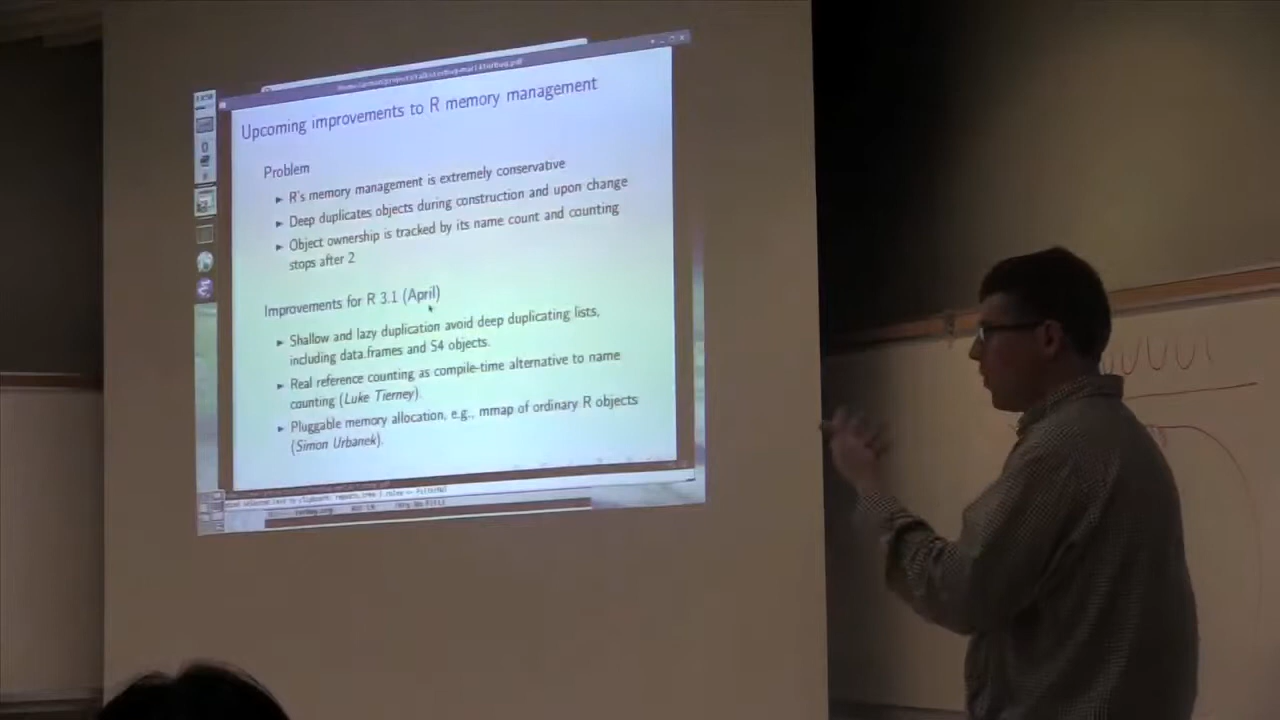 Upcoming improvements to R memory management
Problem
► R's memory management is extremely conservative
► Deep duplicates objects during construction and upon change
► Object ownership is tracked by its name count and counting
stops after 2
Improvements for R 3.1 (April)
► Shallow and lazy duplication avoid deep duplicating lists,
including data.frames and S4 objects.
► Real reference counting as compile-time alternative to name
counting (Luke Tierney).
► Pluggable memory allocation, e.g., mmap of ordinary R objects
(Simon Urbanek).